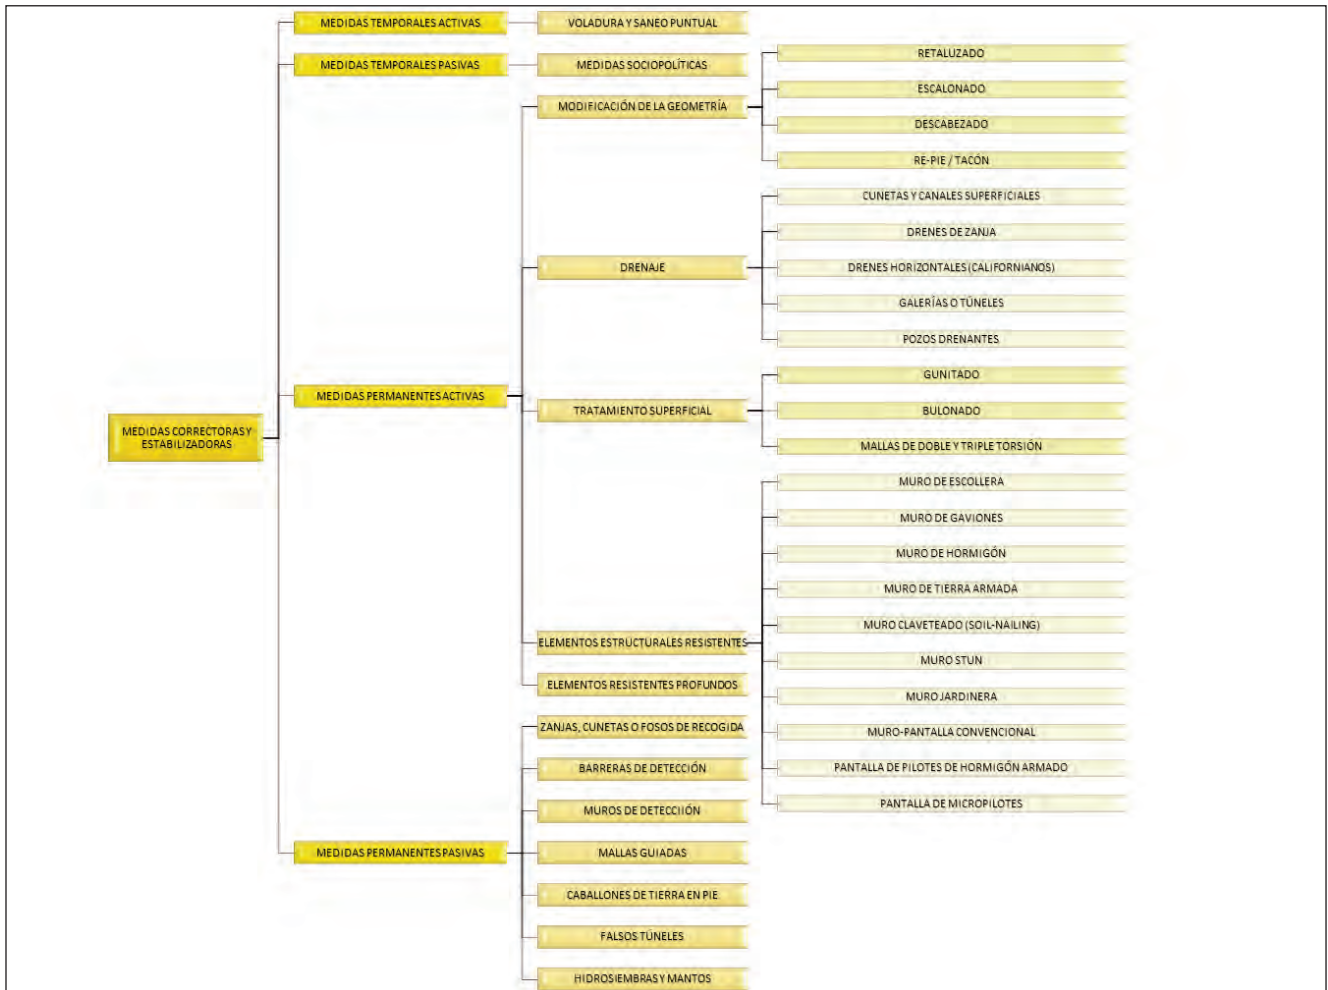 MEDIDAS CORRECTORAS Y
ESTABILIZADORAS
MEDIDAS TEMPORALES ACTIVAS
VOLADURA Y SANEO PUNTUAL
MEDIDAS TEMPORALES PASIVAS
MEDIDAS SOCIOPOLÍTICAS
MEDIDAS PERMANENTES ACTIVAS
MODIFICACIÓN DE LA GEOMETRÍA
RETALUZADO
ESCALONADO
DESCABEZADO
RE-PIE / TACÓN
DRENAJE
CUNETAS Y CANALES SUPERFICIALES
DRENES DE ZANJA
DRENES HORIZONTALES (CALIFORNIANOS)
GALERÍAS O TÚNELES
POZOS DRENANTES
TRATAMIENTO SUPERFICIAL
GUNITADO
BULONADO
MALLAS DE DOBLE Y TRIPLE TORSIÓN
ELEMENTOS ESTRUCTURALES RESISTENTES
MURO DE ESCOLLERA
MURO DE GAVIONES
MURO DE HORMIGÓN
MURO DE TIERRA ARMADA
MURO CLAVETEADO (SOIL-NAILING)
MURO STUN
MURO JARDINERA
MURO-PANTALLA CONVENCIONAL
PANTALLA DE PILOTES DE HORMIGÓN ARMADO
PANTALLA DE MICROPILOTES
ELEMENTOS RESISTENTES PROFUNDOS
MEDIDAS PERMANENTES PASIVAS
ZANJAS, CUNETAS O FOSOS DE RECOGIDA
BARRERAS DE DETECCIÓN
MUROS DE DETECCIÓN
MALLAS GUIADAS
CABALLONES DE TIERRA EN PIE
FALSOS TÚNELES
HIDROSIEMBRAS Y MANTOS